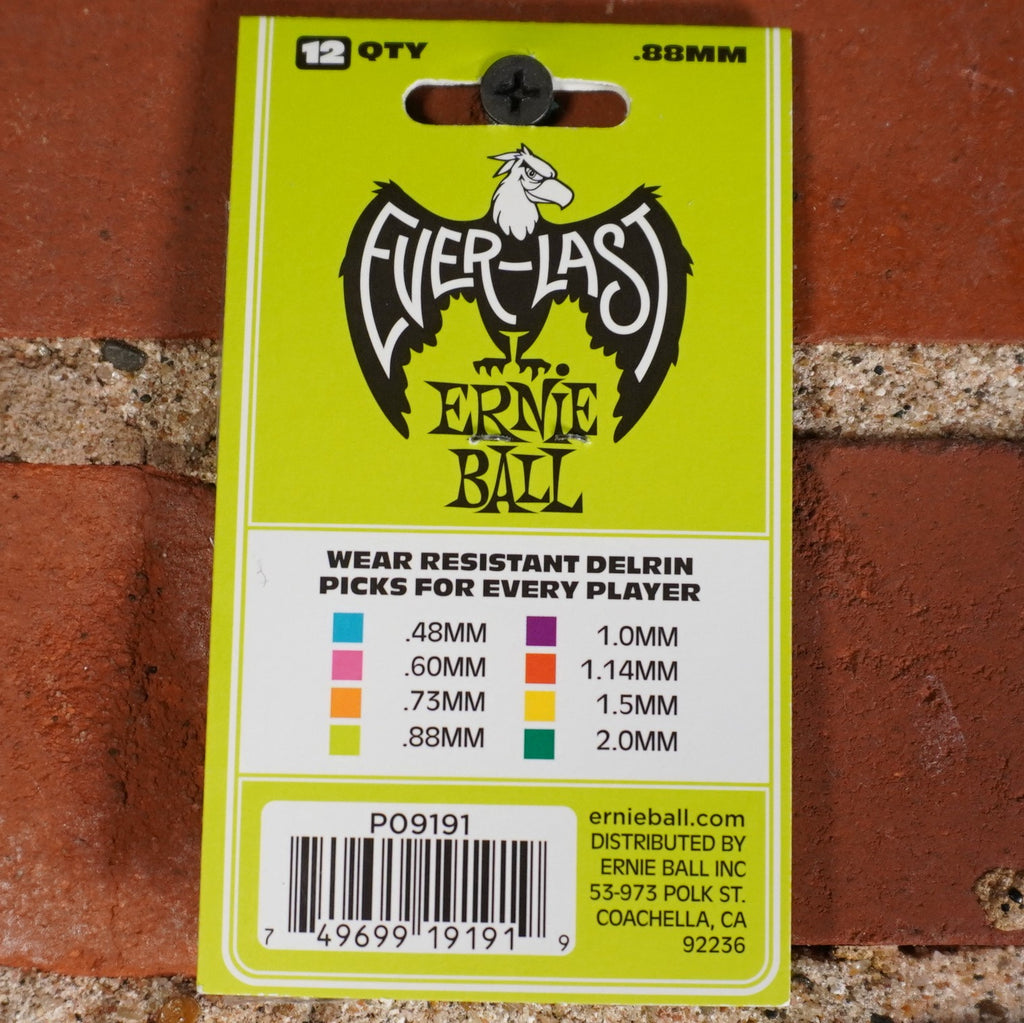 12 QTY .88MM
EVER-LAST
ERNiE
BALL
WEAR RESISTANT DELRIN
PICKS FOR EVERY PLAYER
.48MM 1.0MM
.60MM 1.14MM
.73MM 1.5MM
.88MM 2.0MM
PO9191
7 49699 19191 9
ernieball.com
DISTRIBUTED BY
ERNIE BALL INC
53-973 POLK ST.
COACHELLA, CA
92236